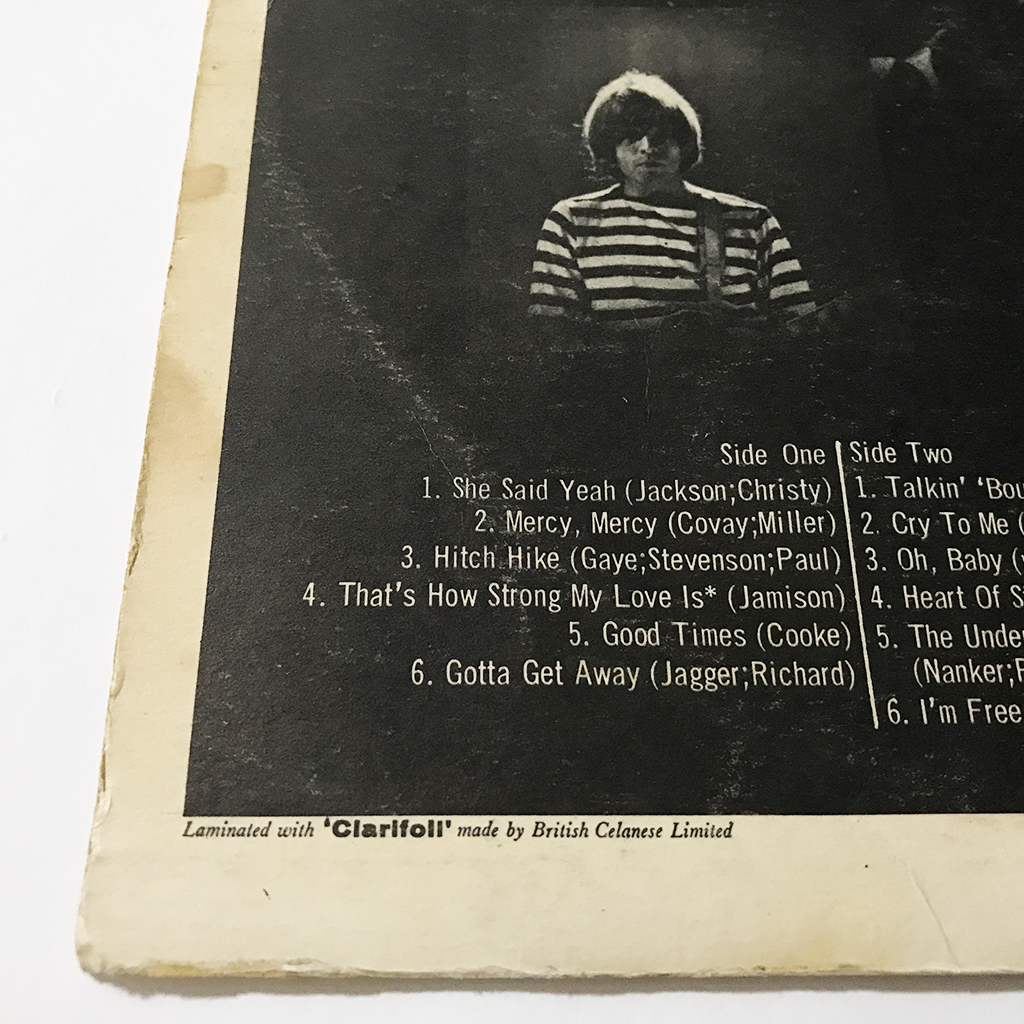 Side One
1. She Said Yeah (Jackson;Christy)
2. Mercy, Mercy (Covay;Miller)
3. Hitch Hike (Gaye;Stevenson;Paul)
4. That's How Strong My Love Is* (Jamison)
5. Good Times (Cooke)
6. Gotta Get Away (Jagger;Richard)
Side Two
1. Talkin' 'Bou
2. Cry To Me (
3. Oh, Baby (
4. Heart Of S
5. The Unde
(Nanker;P
6. I'm Free
Laminated with 'Clarifoil' made by British Celanese Limited